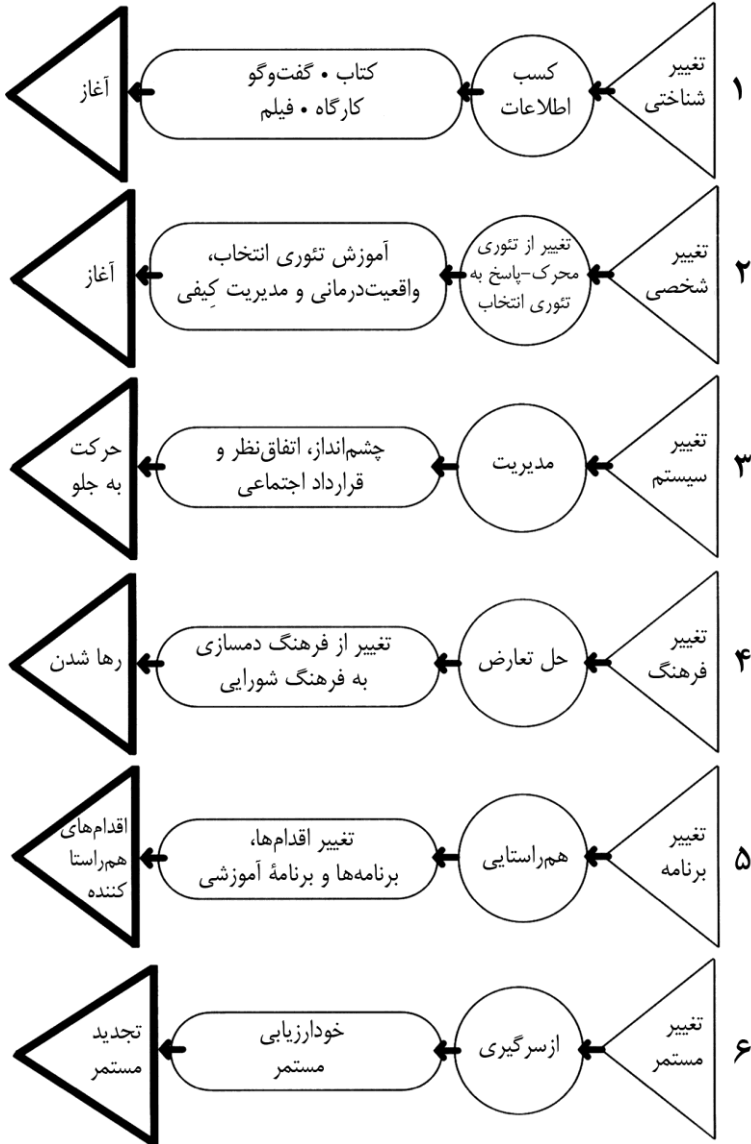 ۱
تغییر
شناختی
کسب
اطلاعات
کتاب • گفت‌وگو
کارگاه • فیلم
آغاز
۲
تغییر
شخصی
تغییر از تئوری
محرک-پاسخ به
تئوری انتخاب
آموزش تئوری انتخاب،
واقعیت‌درمانی و مدیریت کِیفی
آغاز
۳
تغییر
سیستم
مدیریت
چشم‌انداز، اتفاق‌نظر و
قرارداد اجتماعی
حرکت
به جلو
۴
تغییر
فرهنگ
حل تعارض
تغییر از فرهنگ دمسازی
به فرهنگ شورایی
رها شدن
۵
تغییر
برنامه
هم‌راستایی
تغییر اقدام‌ها،
برنامه‌ها و برنامهٔ آموزشی
اقدام‌های
هم‌راستا
کننده
۶
تغییر
مستمر
ازسرگیری
خودارزیابی
مستمر
تجدید
مستمر